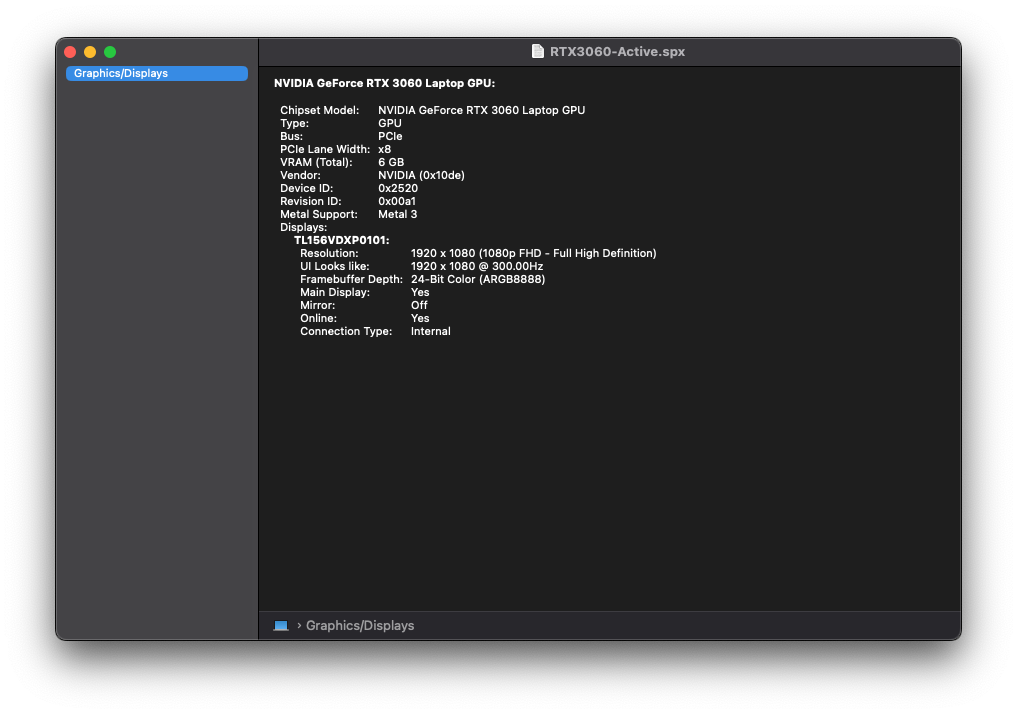 RTX3060-Active.spx
Graphics/Displays
NVIDIA GeForce RTX 3060 Laptop GPU:
Chipset Model: NVIDIA GeForce RTX 3060 Laptop GPU
Type: GPU
Bus: PCIe
PCIe Lane Width: x8
VRAM (Total): 6 GB
Vendor: NVIDIA (0x10de)
Device ID: 0x2520
Revision ID: 0x00a1
Metal Support: Metal 3
Displays:
TL156VDXP0101:
Resolution: 1920 x 1080 (1080p FHD - Full High Definition)
UI Looks like: 1920 x 1080 @ 300.00Hz
Framebuffer Depth: 24-Bit Color (ARGB8888)
Main Display: Yes
Mirror: Off
Online: Yes
Connection Type: Internal
› Graphics/Displays